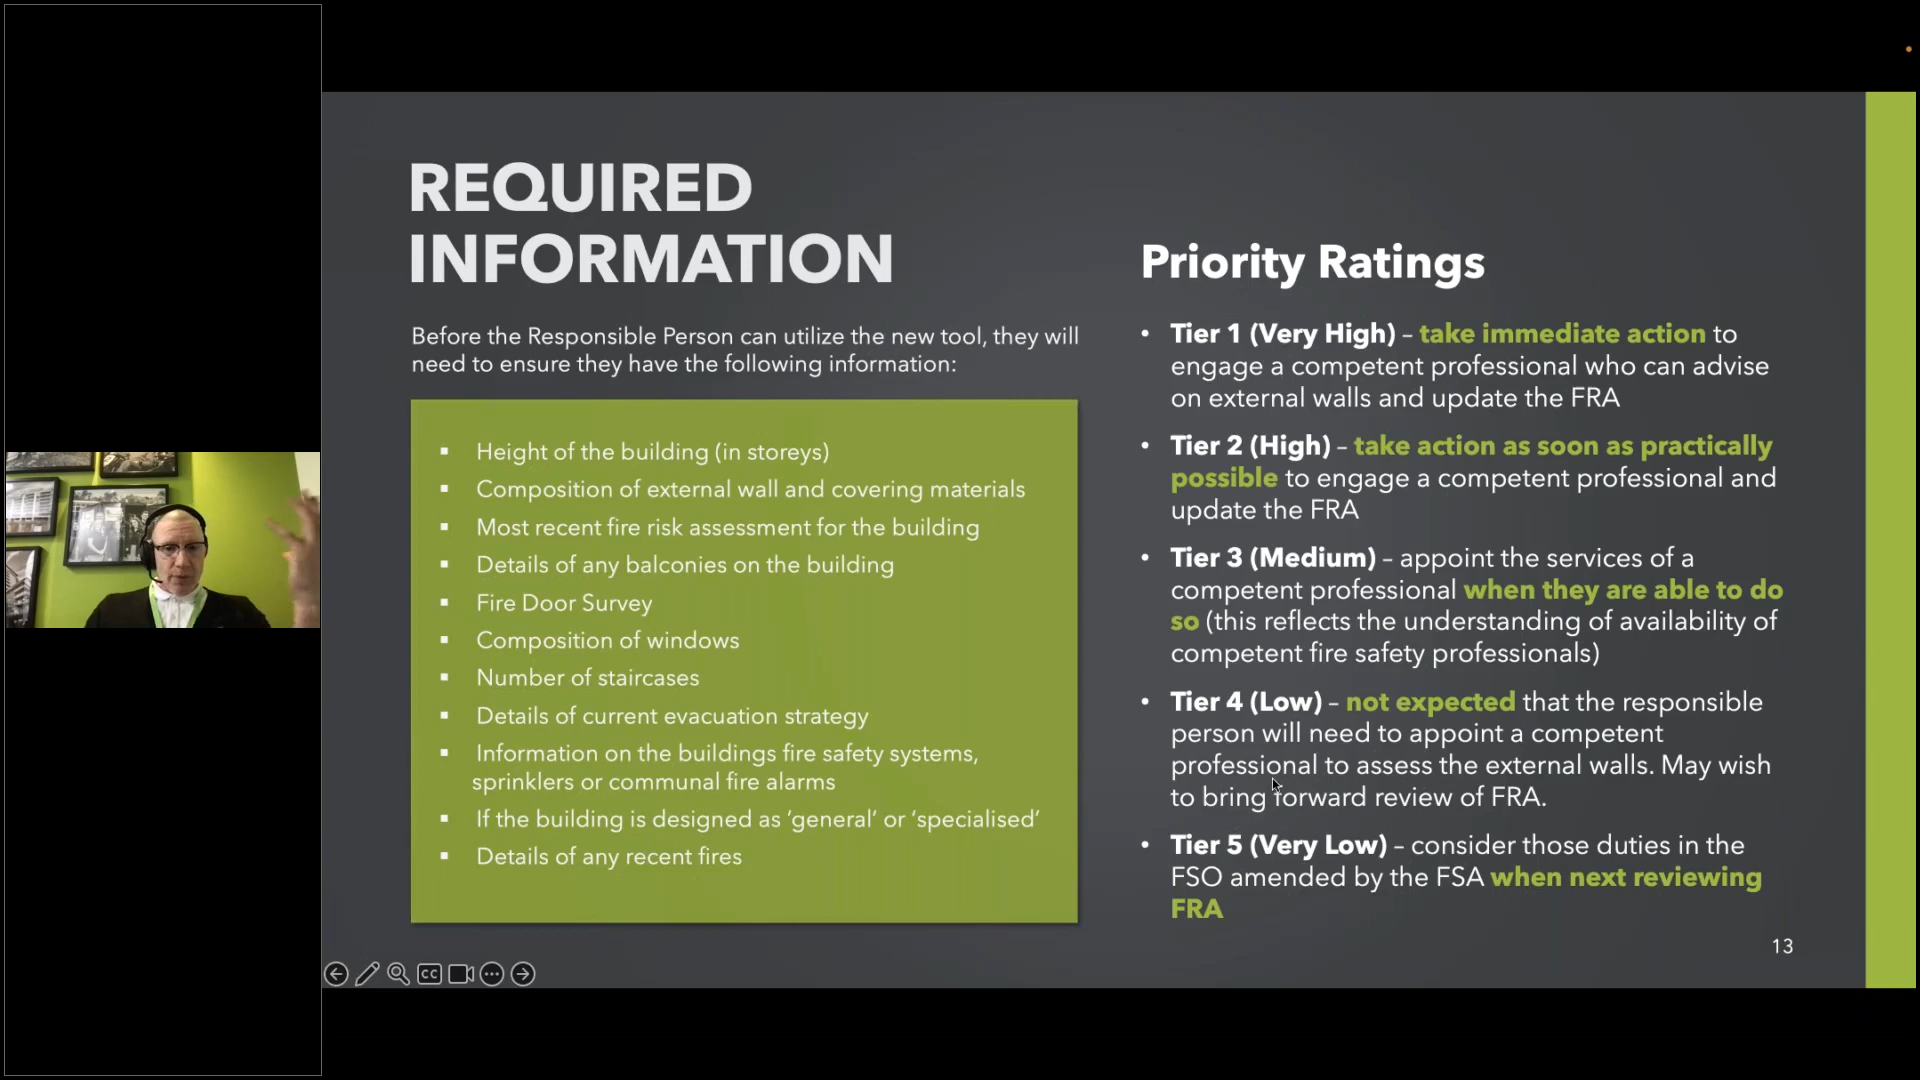 REQUIRED
INFORMATION
Before the Responsible Person can utilize the new tool, they will
need to ensure they have the following information:
▪ Height of the building (in storeys)
▪ Composition of external wall and covering materials
▪ Most recent fire risk assessment for the building
▪ Details of any balconies on the building
▪ Fire Door Survey
▪ Composition of windows
▪ Number of staircases
▪ Details of current evacuation strategy
▪ Information on the buildings fire safety systems,
sprinklers or communal fire alarms
▪ If the building is designed as ‘general’ or ‘specialised’
▪ Details of any recent fires
Priority Ratings
• Tier 1 (Very High) – take immediate action to
engage a competent professional who can advise
on external walls and update the FRA
• Tier 2 (High) – take action as soon as practically
possible to engage a competent professional and
update the FRA
• Tier 3 (Medium) – appoint the services of a
competent professional when they are able to do
so (this reflects the understanding of availability of
competent fire safety professionals)
• Tier 4 (Low) – not expected that the responsible
person will need to appoint a competent
professional to assess the external walls. May wish
to bring forward review of FRA.
• Tier 5 (Very Low) – consider those duties in the
FSO amended by the FSA when next reviewing
FRA
13
CC